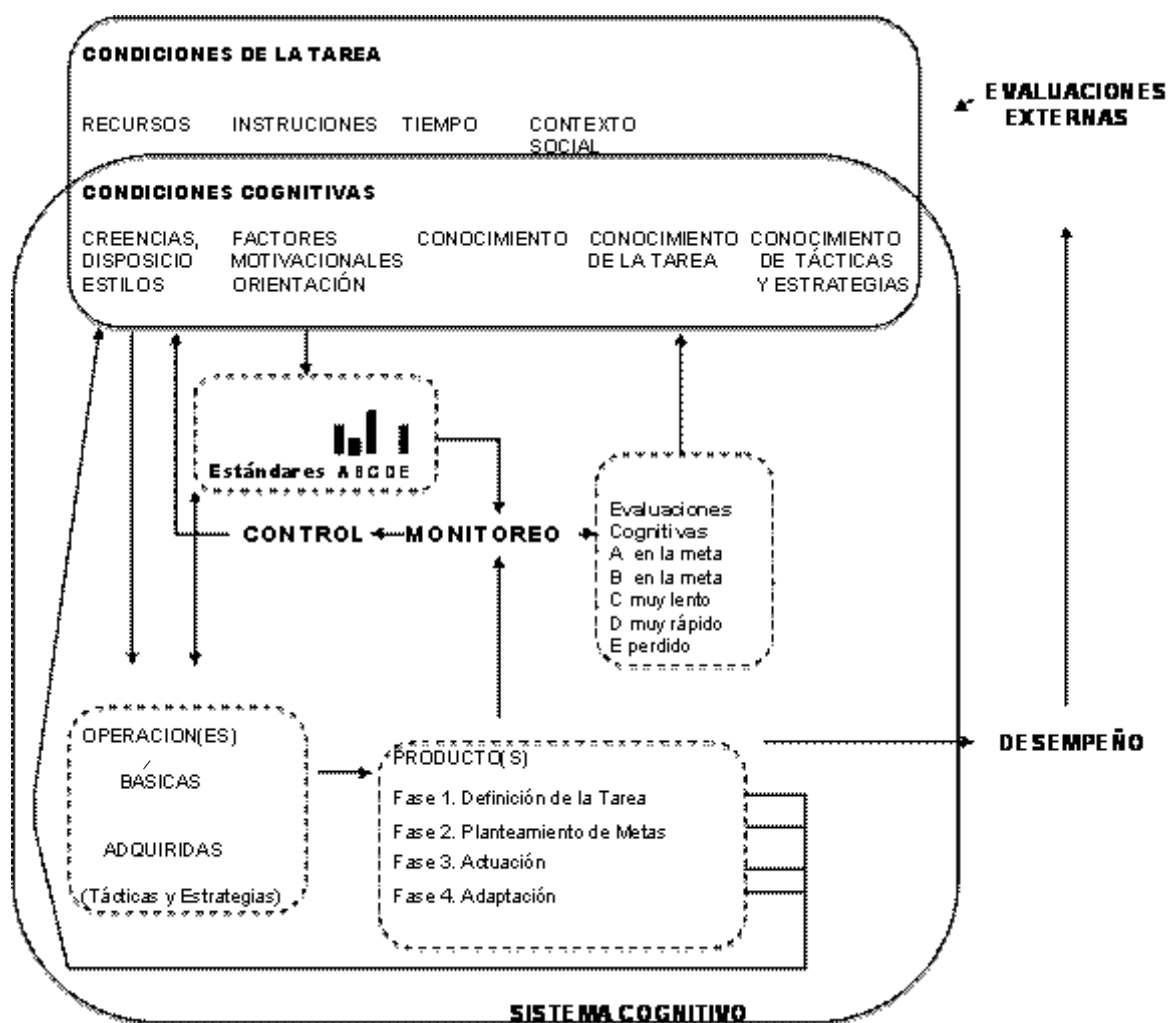 CONDICIONES DE LA TAREA
EVALUACIONES
EXTERNAS
RECURSOS INSTRUCIONES TIEMPO CONTEXTO
SOCIAL
CONDICIONES COGNITIVAS
CREENCIAS, FACTORES CONOCIMIENTO CONOCIMIENTO CONOCIMIENTO
DISPOSICIO MOTIVACIONALES DE LA TAREA DE TÁCTICAS
ESTILOS ORIENTACIÓN Y ESTRATEGIAS
Estándares A B C D E
CONTROL MONITOREO
Evaluaciones
Cognitivas
A en la meta
B en la meta
C muy lento
D muy rápido
E perdido
OPERACION(ES)
BÁSICAS
ADQUIRIDAS
(Tácticas y Estrategias)
PRODUCTO(S)
Fase 1. Definición de la Tarea
Fase 2. Planteamiento de Metas
Fase 3. Actuación
Fase 4. Adaptación
DESEMPEÑO
SISTEMA COGNITIVO